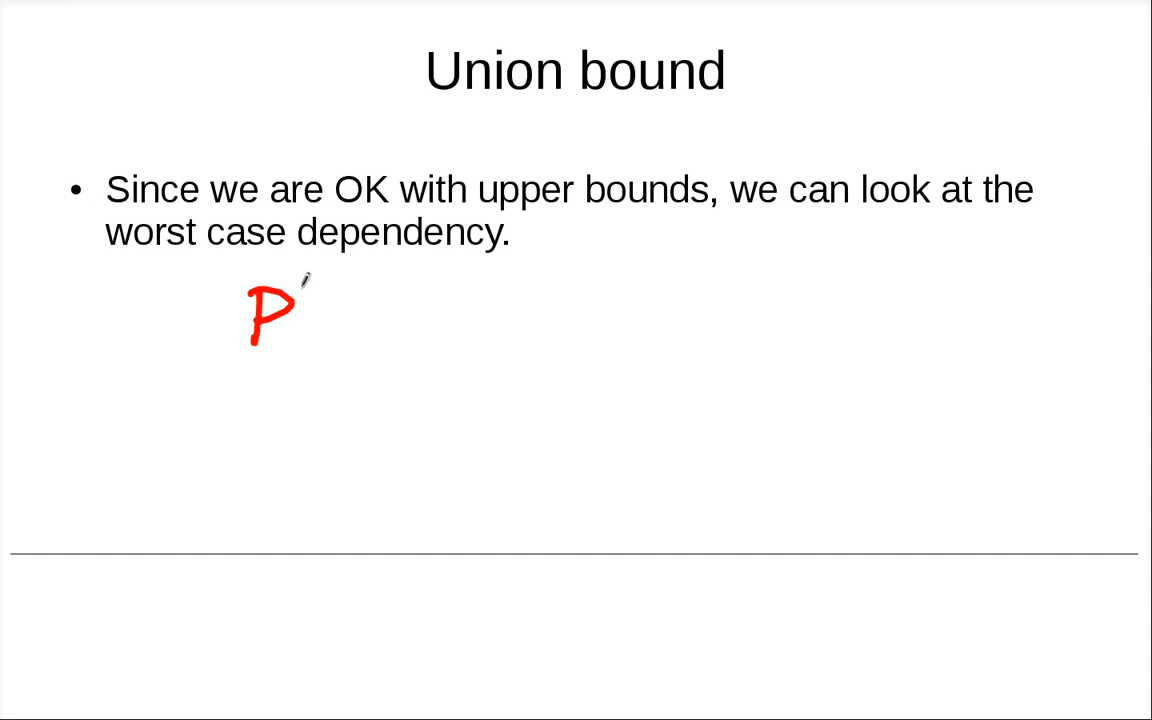 Union bound
• Since we are OK with upper bounds, we can look at the
worst case dependency.
P